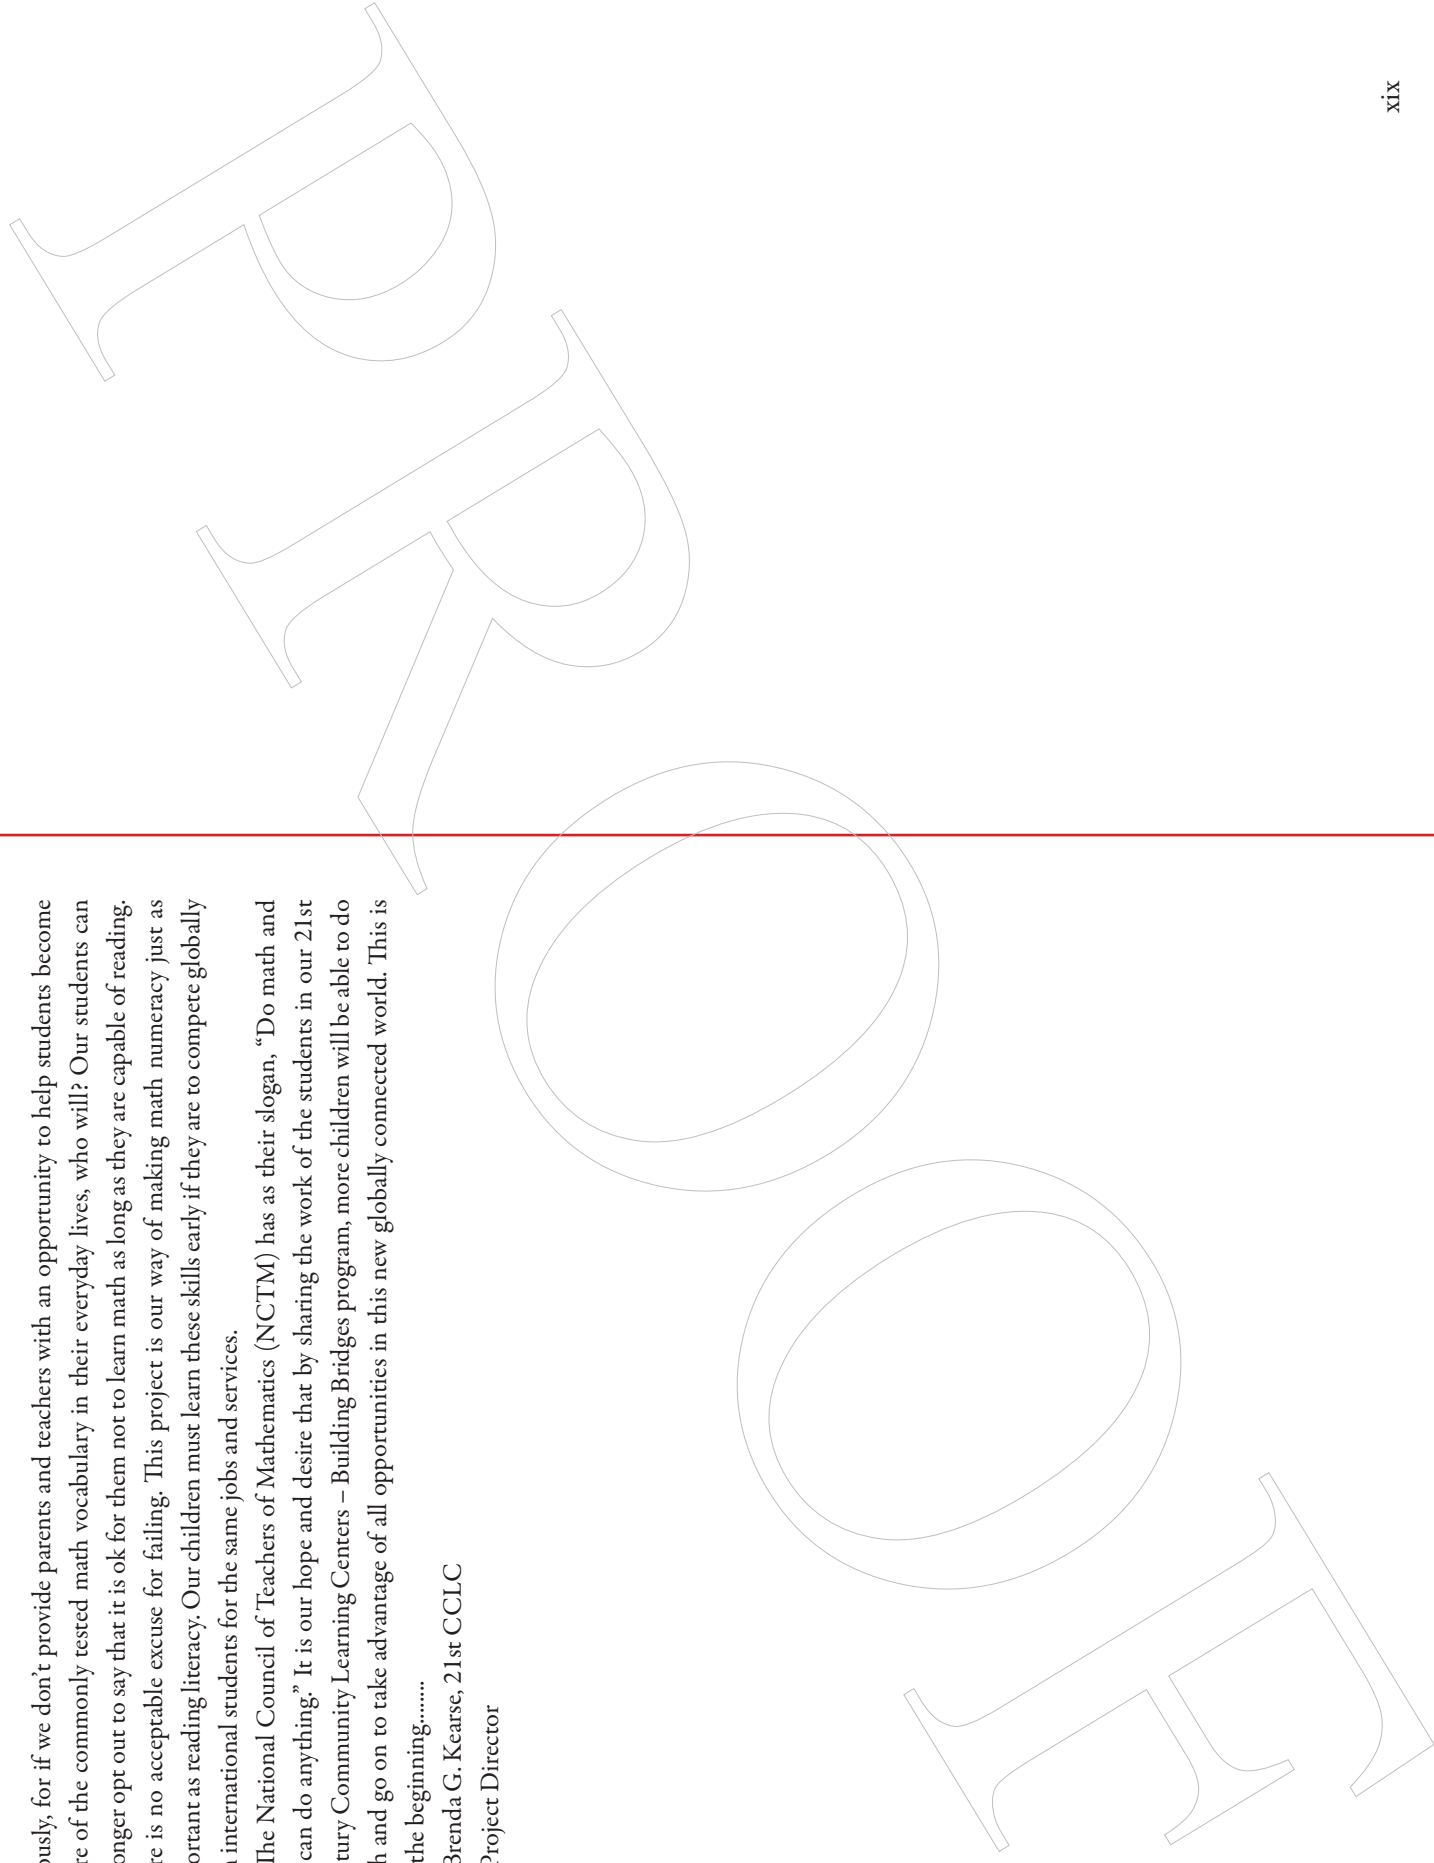 for if we don’t provide parents and teachers with an opportunity to help students become
of the commonly tested math vocabulary in their everyday lives, who will? Our students can
opt out to say that it is ok for them not to learn math as long as they are capable of reading.
is no acceptable excuse for failing. This project is our way of making math numeracy just as
as reading literacy. Our children must learn these skills early if they are to compete globally
international students for the same jobs and services.
The National Council of Teachers of Mathematics (NCTM) has as their slogan, “Do math and
can do anything.” It is our hope and desire that by sharing the work of the students in our 21st
Community Learning Centers – Building Bridges program, more children will be able to do
and go on to take advantage of all opportunities in this new globally connected world. This is
the beginning........
Brenda G. Kearse, 21st CCLC
Project Director
xix
PROOF